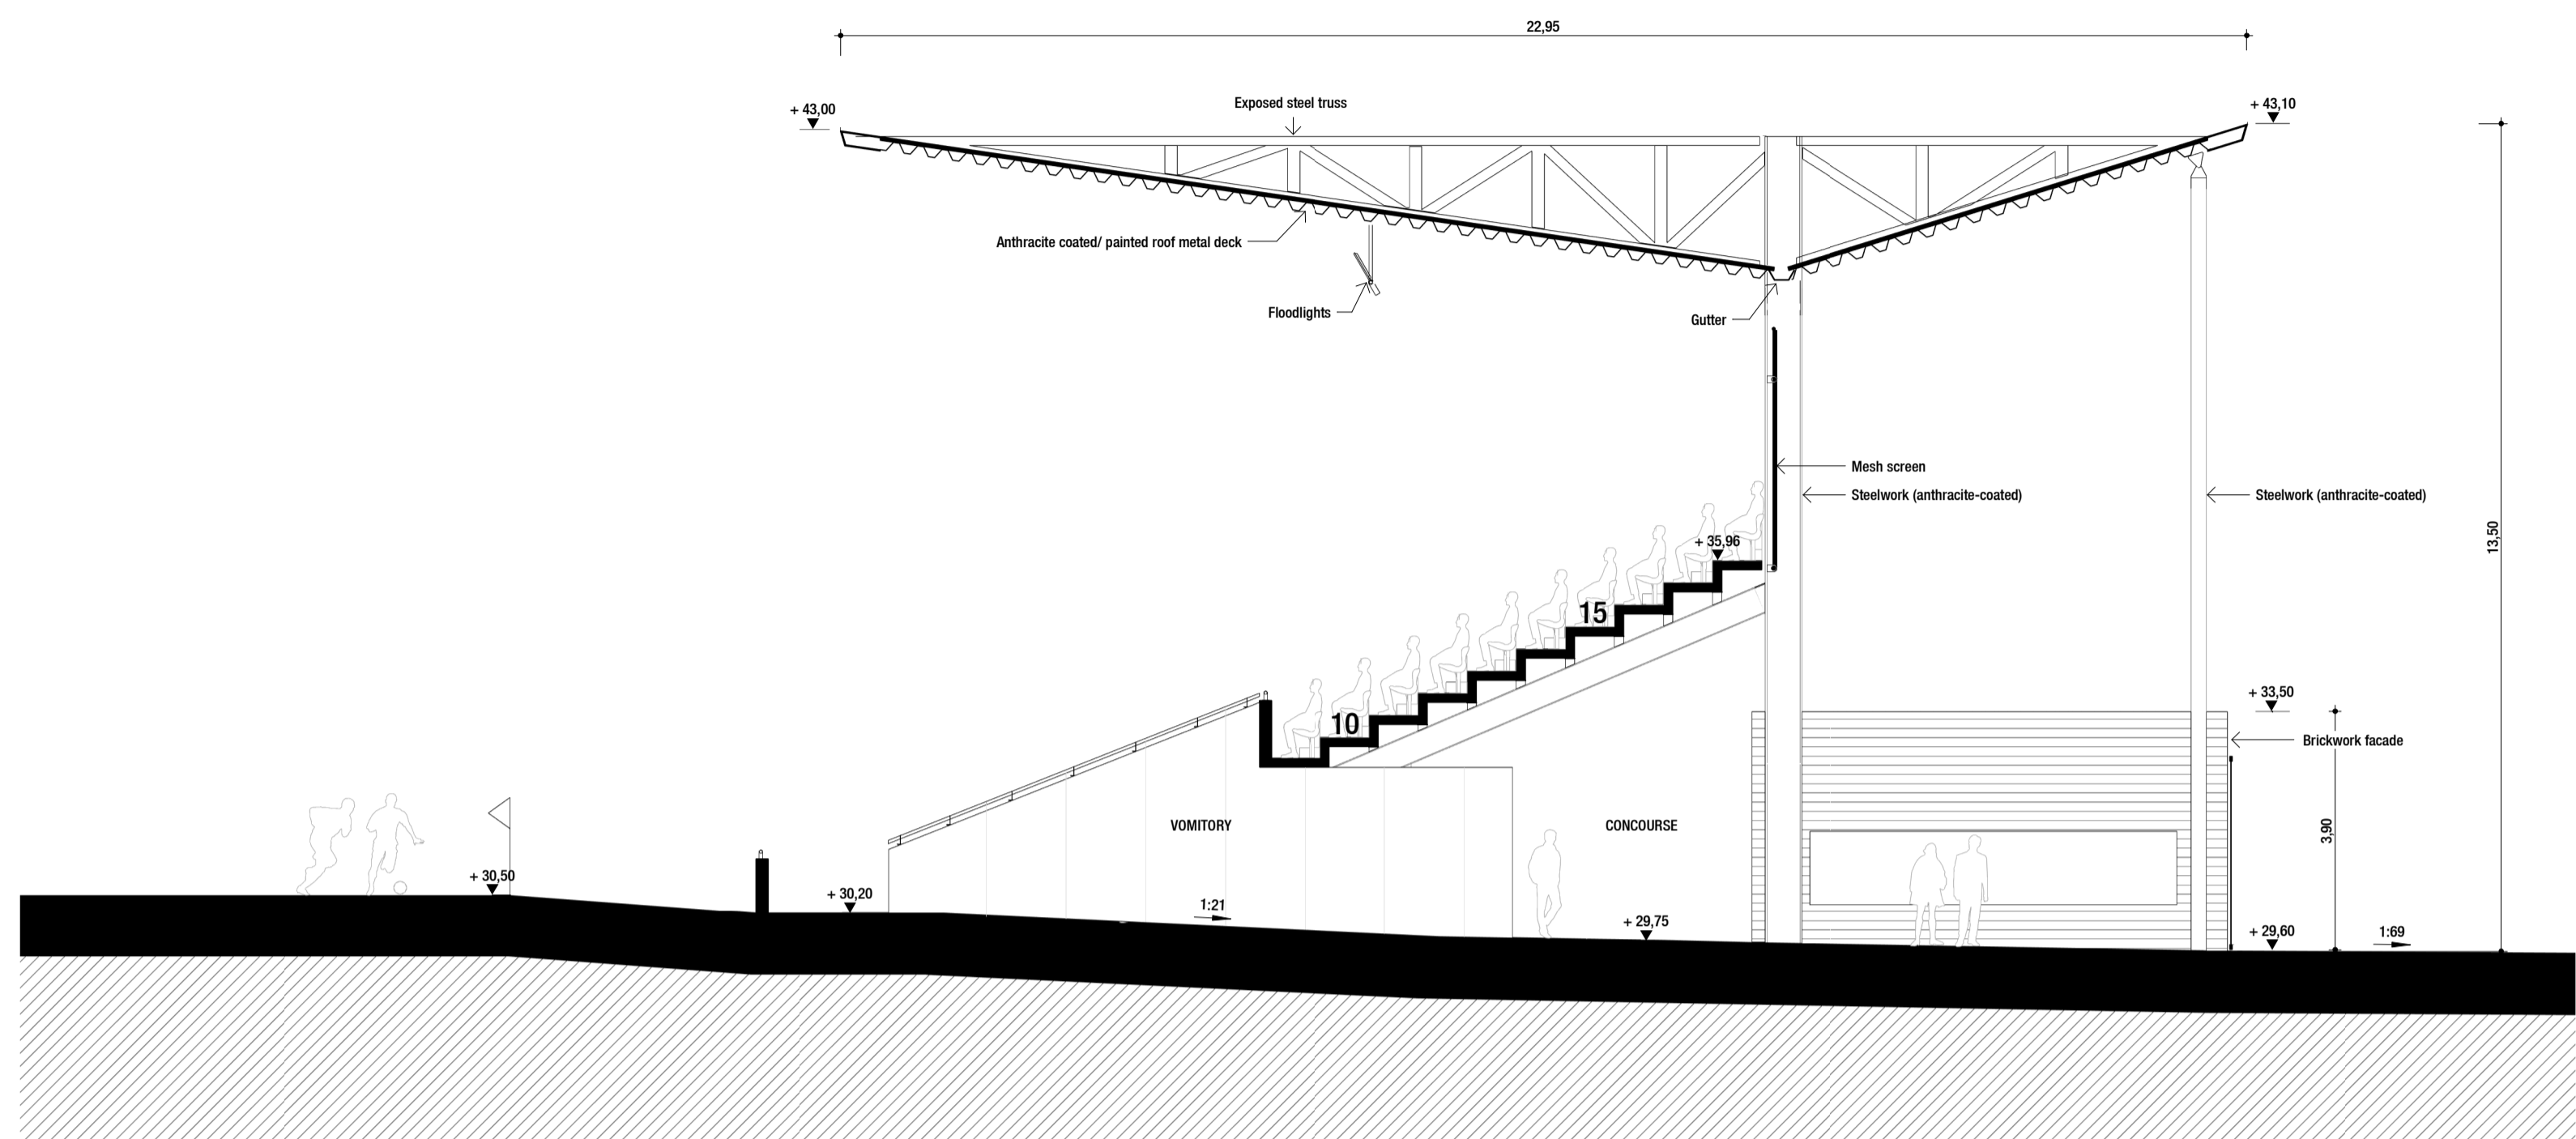 22,95
+ 43,00
Exposed steel truss
+ 43,10
Anthracite coated/ painted roof metal deck
Floodlights
Gutter
Mesh screen
Steelwork (anthracite-coated)
Steelwork (anthracite-coated)
+ 35,96
13,50
15
+ 33,50
10
Brickwork facade
VOMITORY
CONCOURSE
3,90
+ 30,50
+ 30,20
1:21
+ 29,75
+ 29,60
1:69